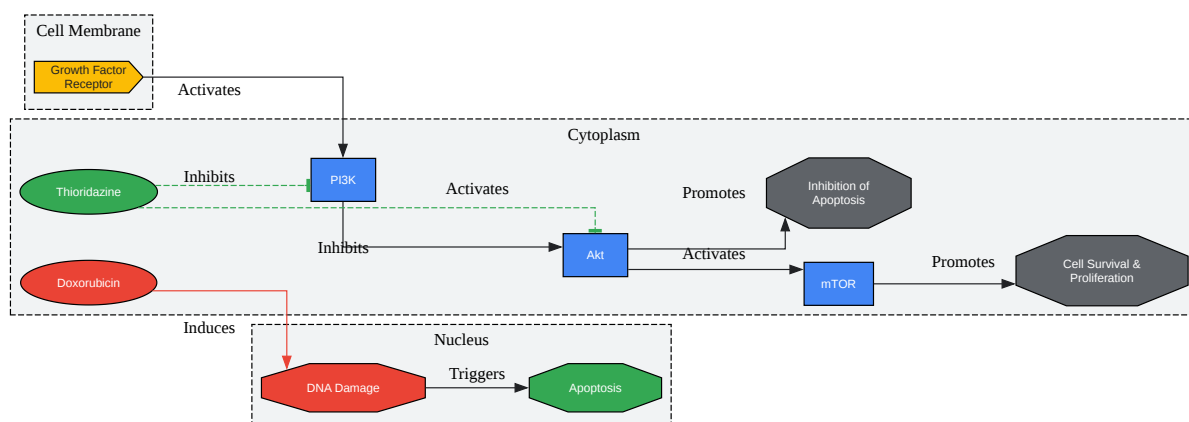 Cell Membrane
Growth Factor
Receptor
Activates
Cytoplasm
Thioridazine
Inhibits
PI3K
Activates
Promotes
Inhibition of
Apoptosis
Inhibits
Akt
Activates
Doxorubicin
mTOR
Promotes
Cell Survival &
Proliferation
Induces
Nucleus
DNA Damage
Triggers
Apoptosis